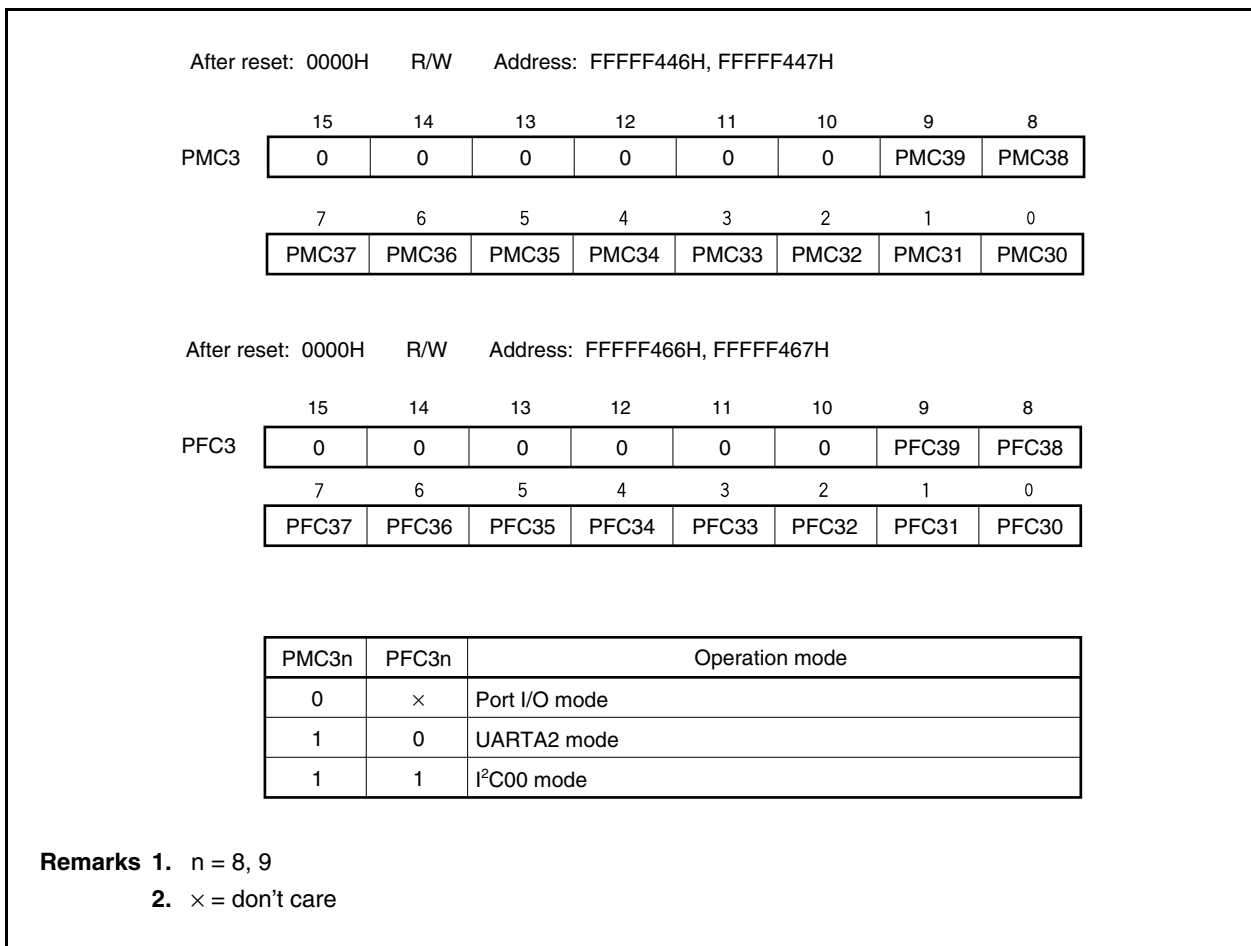 After reset: 0000H R/W Address: FFFFF446H, FFFFF447H
15 14 13 12 11 10 9 8
PMC3 0 0 0 0 0 0 PMC39 PMC38
7 6 5 4 3 2 1 0
PMC37 PMC36 PMC35 PMC34 PMC33 PMC32 PMC31 PMC30
After reset: 0000H R/W Address: FFFFF466H, FFFFF467H
15 14 13 12 11 10 9 8
PFC3 0 0 0 0 0 0 PFC39 PFC38
7 6 5 4 3 2 1 0
PFC37 PFC36 PFC35 PFC34 PFC33 PFC32 PFC31 PFC30
PMC3n PFC3n Operation mode
0 × Port I/O mode
1 0 UARTA2 mode
1 1 I²C00 mode
Remarks 1. n = 8, 9
2. × = don't care